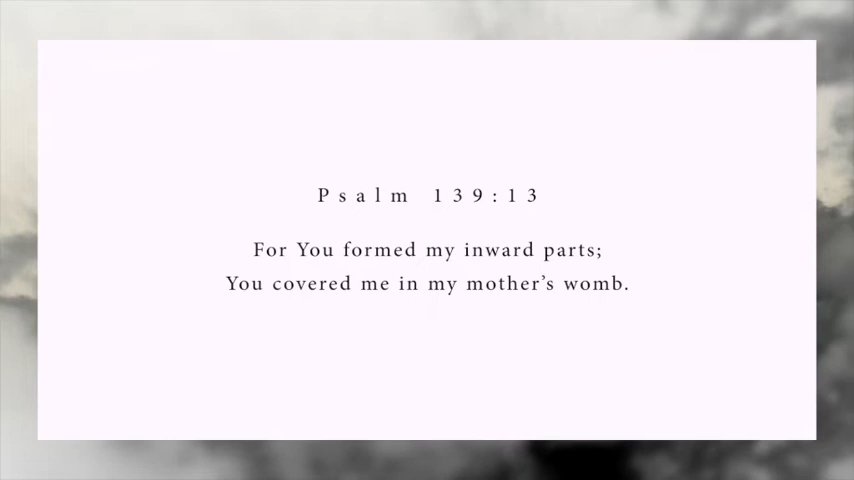 Psalm 139:13
For You formed my inward parts;
You covered me in my mother’s womb.